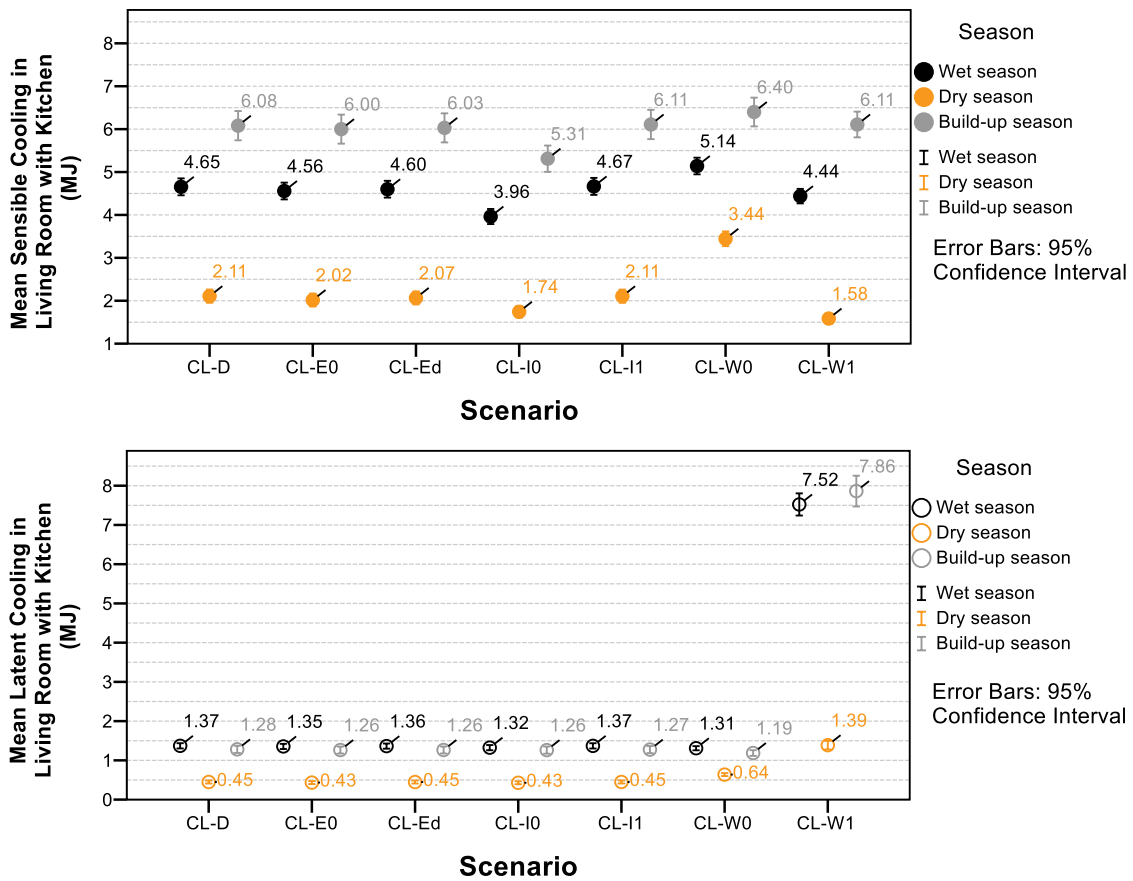 Mean Sensible Cooling in
Living Room with Kitchen
(MJ)
8
7
6
5
4
3
2
1
4.65
2.11
6.08
4.56
2.02
6.00
4.60
2.07
6.03
3.96
1.74
5.31
4.67
2.11
6.11
5.14
3.44
6.40
4.44
1.58
6.11
CL-D
CL-E0
CL-Ed
CL-I0
CL-I1
CL-W0
CL-W1
Scenario
Season
Wet season
Dry season
Build-up season
Wet season
Dry season
Build-up season
Error Bars: 95%
Confidence Interval
Mean Latent Cooling in
Living Room with Kitchen
(MJ)
8
7
6
5
4
3
2
1
0
1.37
0.45
1.28
1.35
0.43
1.26
1.36
0.45
1.26
1.32
0.43
1.26
1.37
0.45
1.27
1.31
0.64
1.19
7.52
1.39
7.86
CL-D
CL-E0
CL-Ed
CL-I0
CL-I1
CL-W0
CL-W1
Scenario
Season
Wet season
Dry season
Build-up season
Wet season
Dry season
Build-up season
Error Bars: 95%
Confidence Interval